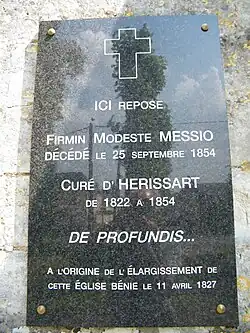 ICI REPOSE
FIRMIN MODESTE MESSIO
DÉCÉDÉ LE 25 SEPTEMBRE 1854
CURÉ D'HERISSART
DE 1822 A 1854
DE PROFUNDIS...
A L'ORIGINE DE L'ÉLARGISSEMENT DE
CETTE ÉGLISE BÉNIE LE 11 AVRIL 1827